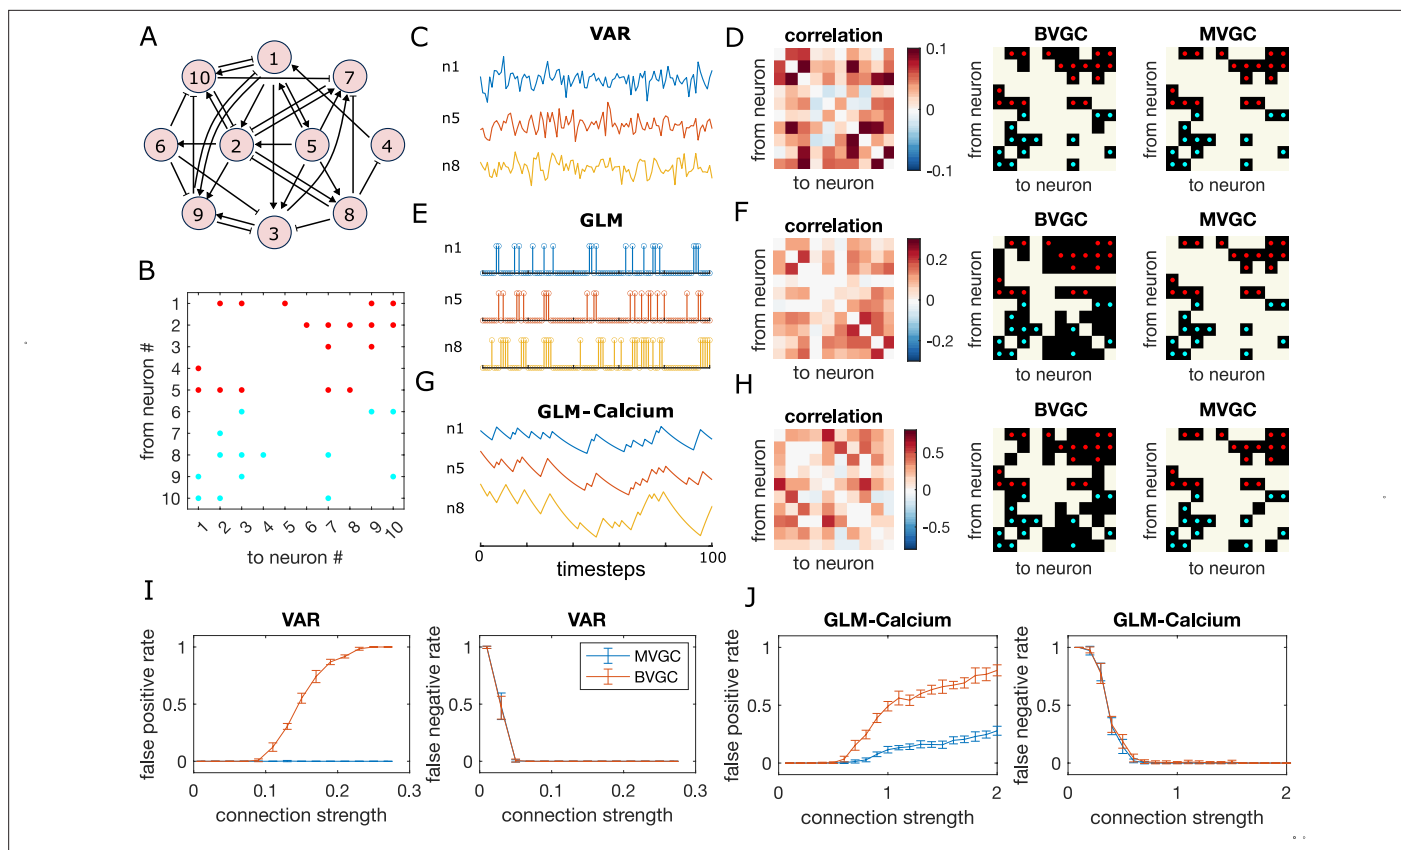 A
1
10
7
6
2
5
4
9
8
3
B
from neuron #
1
2
3
4
5
6
7
8
9
10
1 2 3 4 5 6 7 8 9 10
to neuron #
C
VAR
n1
n5
n8
E
GLM
n1
n5
n8
G
GLM-Calcium
n1
n5
n8
0 100
timesteps
D
correlation BVGC MVGC
0.1
0
-0.1
from neuron from neuron from neuron
to neuron to neuron to neuron
F
correlation BVGC MVGC
0.2
0
-0.2
from neuron from neuron from neuron
to neuron to neuron to neuron
H
correlation BVGC MVGC
0.5
0
-0.5
from neuron from neuron from neuron
to neuron to neuron to neuron
I
VAR
false positive rate
1
0.5
0
0 0.1 0.2 0.3
connection strength
VAR
false negative rate
1
0.5
0
0 0.1 0.2 0.3
connection strength
MVGC
BVGC
J
GLM-Calcium
false positive rate
1
0.5
0
0 1 2
connection strength
GLM-Calcium
false negative rate
1
0.5
0
0 1 2
connection strength